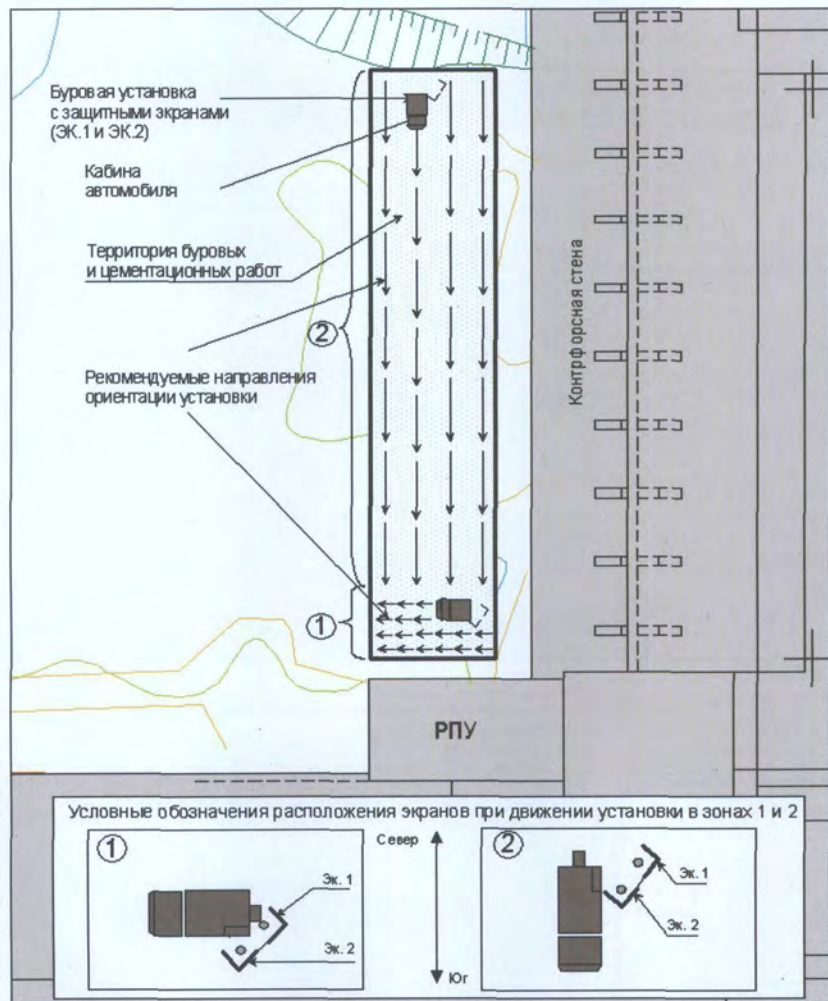 Буровая установка
с защитными экранами
(ЭК.1 и ЭК.2)
Кабина
автомобиля
Территория буровых
и цементационных работ
2
Рекомендуемые направления
ориентации установки
Контрфорсная стена
1
РПУ
Условные обозначения расположения экранов при движении установки в зонах 1 и 2
1
Эк. 1
Эк. 2
Север
Юг
2
Эк. 1
Эк. 2